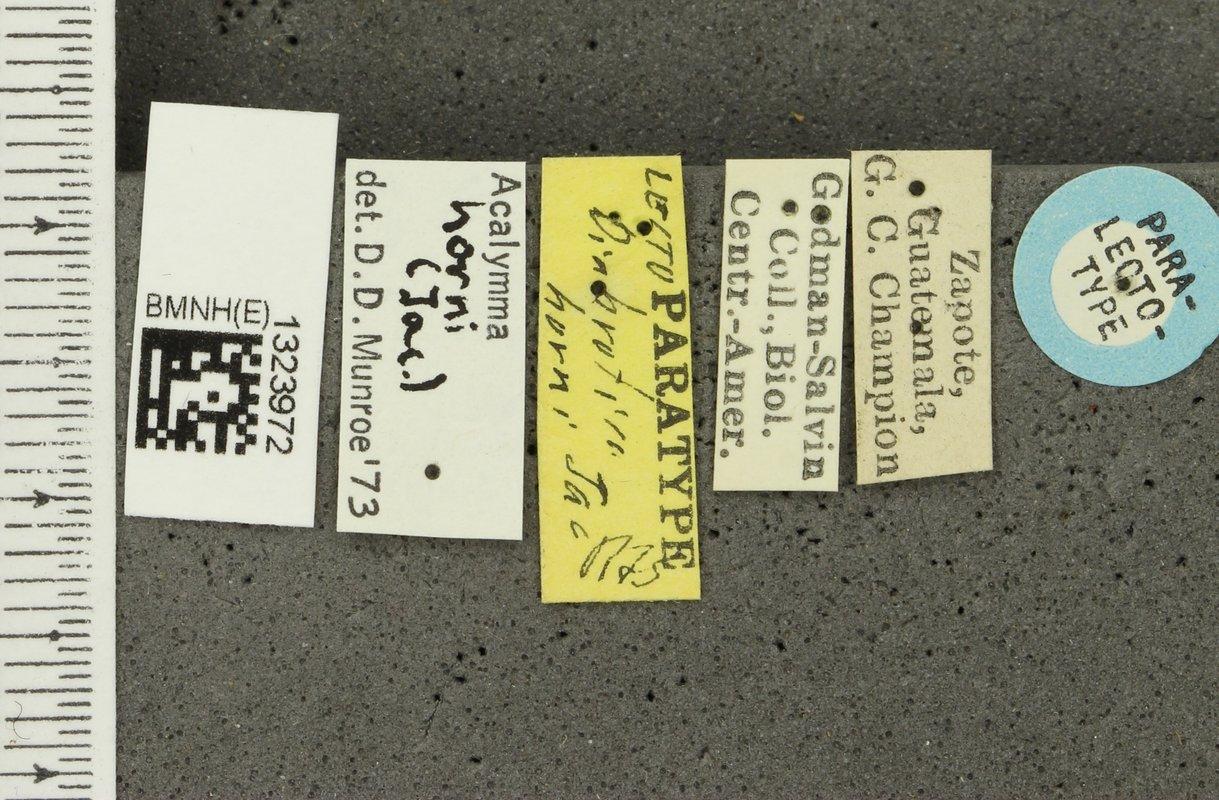 BMNH(E)
1323972
Acalymma
horni
(Jac.)
det. D. D. Munroe '73
LECTO PARATYPE
Diabrotica
horni Jac
Godman-Salvin
Coll., Biol.
Centr.-Amer.
Zapote,
Guatemala,
G. C. Champion
PARA-
LECTO-
TYPE